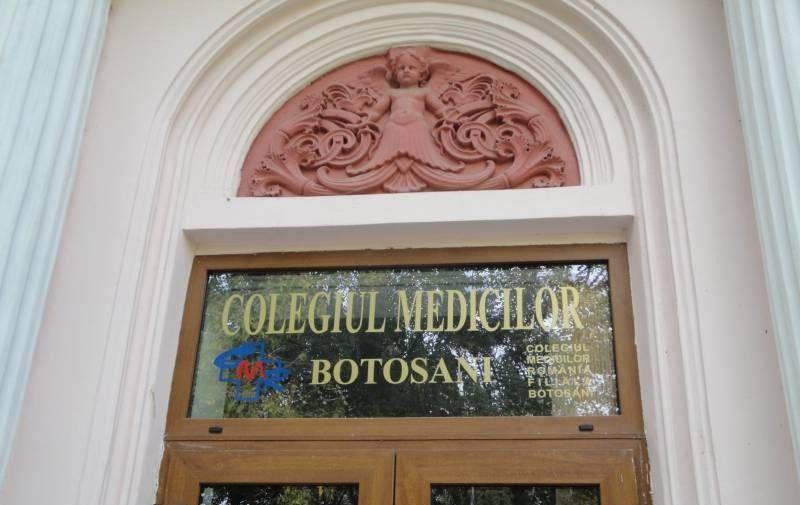 COLEGIUL MEDICILOR
BOTOSANI
M
COLEGIUL
MEDICILOR
ROMÂNIA
FILIALA
BOTOSANI